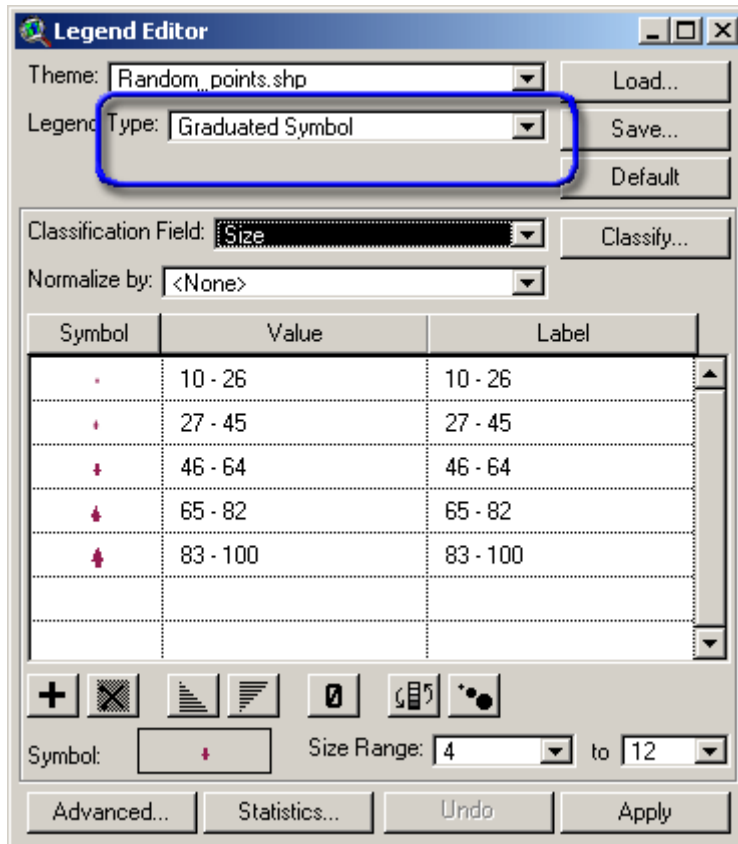 Legend Editor
Theme: Random_points.shp Load...
Legend Type: Graduated Symbol Save...
Default
Classification Field: Size Classify...
Normalize by: <None>
Symbol Value Label
10 - 26 10 - 26
27 - 45 27 - 45
46 - 64 46 - 64
65 - 82 65 - 82
83 - 100 83 - 100
0
Symbol: Size Range: 4 to 12
Advanced... Statistics... Undo Apply